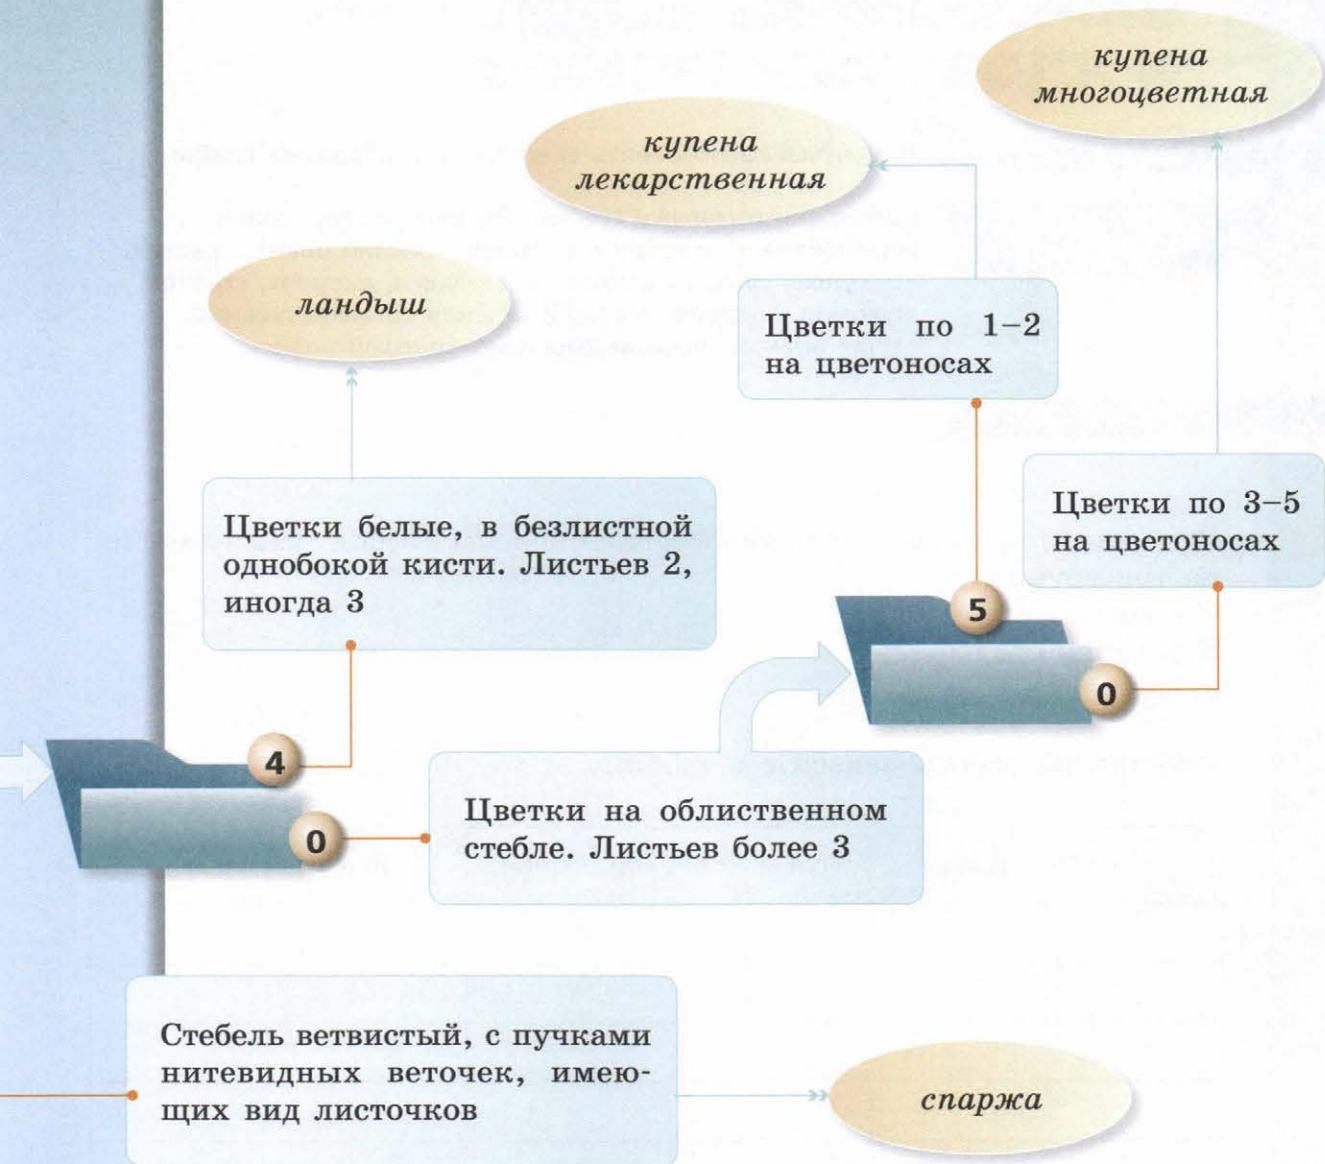 купена
многоцветная
купена
лекарственная
ландыш
Цветки по 1–2
на цветоносах
Цветки белые, в безлистной
однобокой кисти. Листьев 2,
иногда 3
Цветки по 3–5
на цветоносах
5
0
4
0
Цветки на облиственном
стебле. Листьев более 3
Стебель ветвистый, с пучками
нитевидных веточек, имею-
щих вид листочков
спаржа